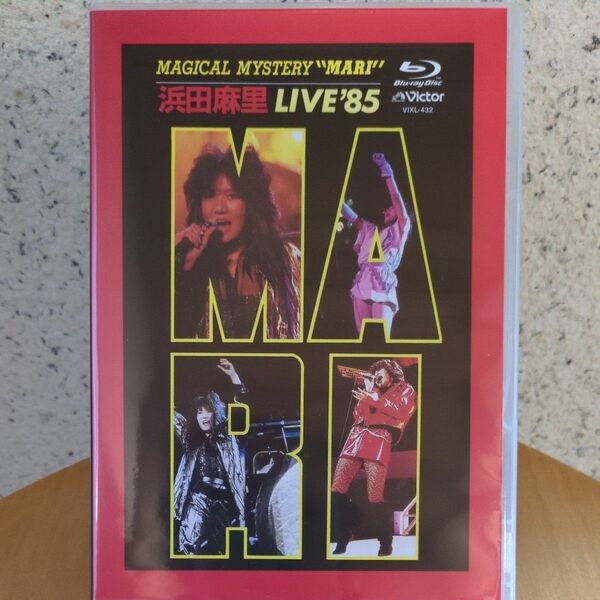 MAGICAL MYSTERY "MARI"
浜田麻里 LIVE'85
Blu-ray Disc
Victor
VIXL-432
MA
RI